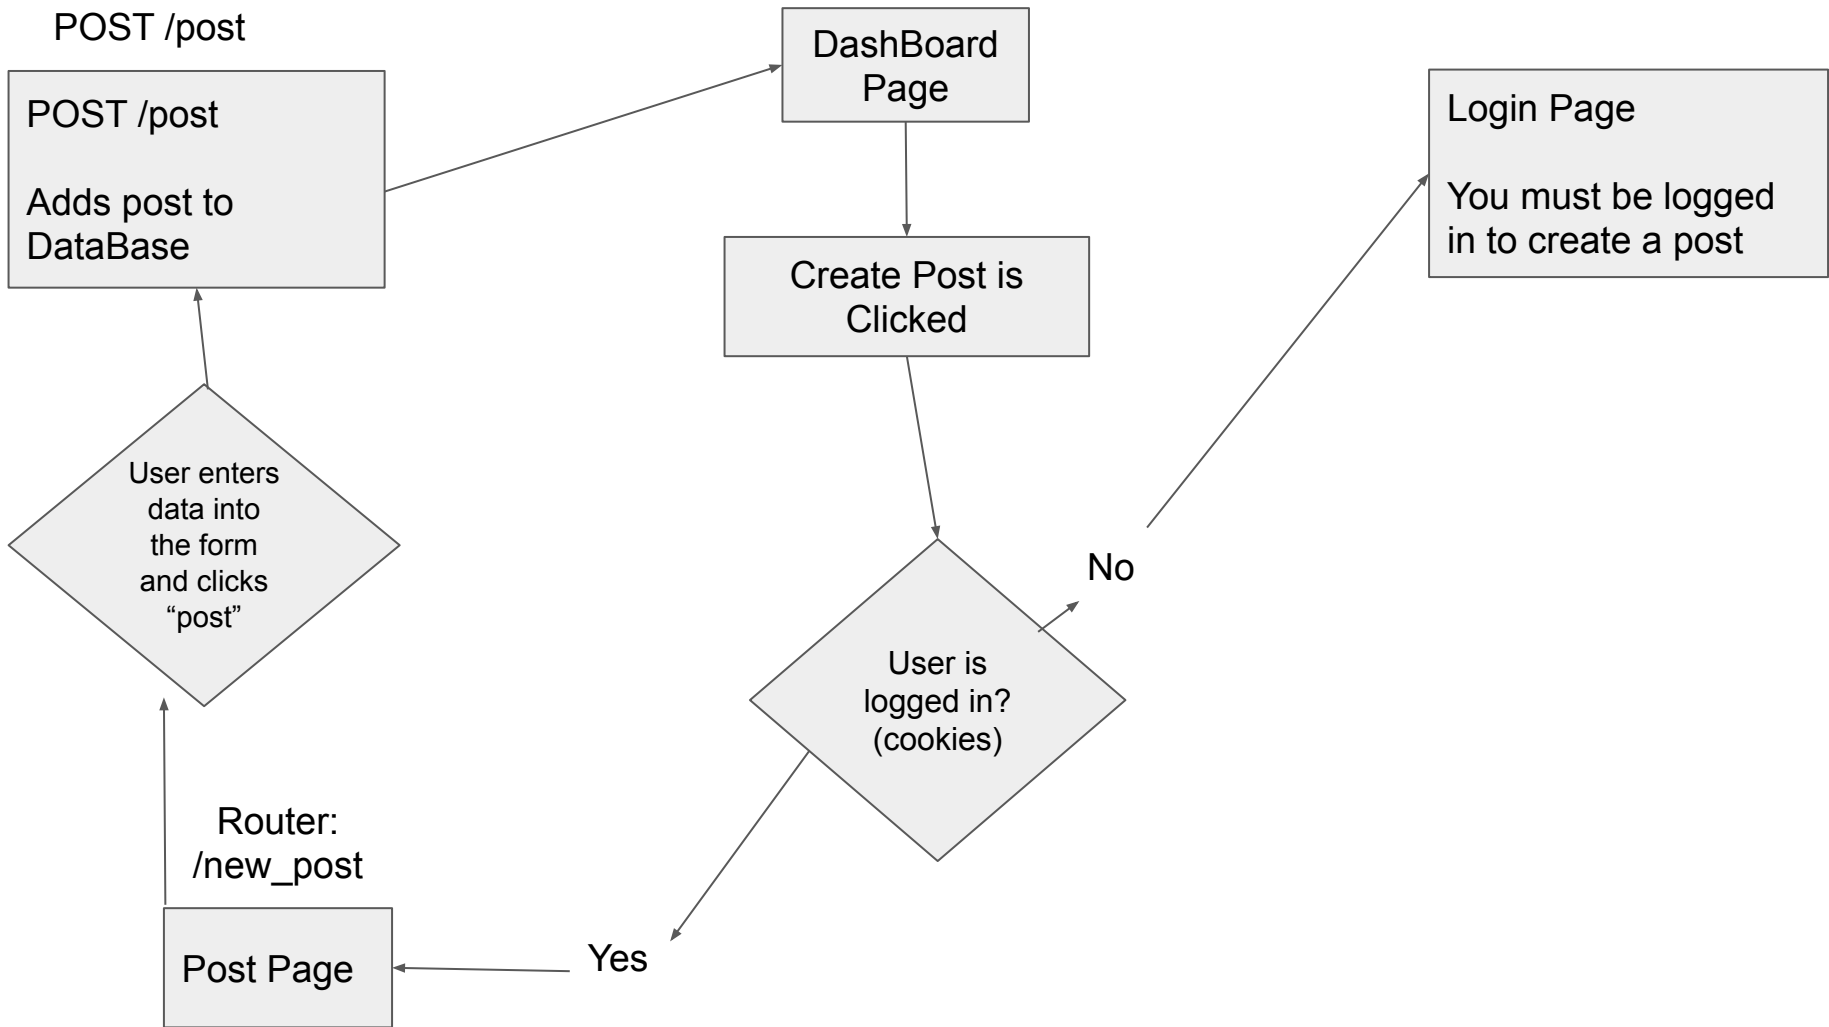 POST /post
POST /post
Adds post to
DataBase
DashBoard
Page
Login Page
You must be logged
in to create a post
Create Post is
Clicked
User enters
data into
the form
and clicks
“post”
No
User is
logged in?
(cookies)
Router:
/new_post
Post Page
Yes